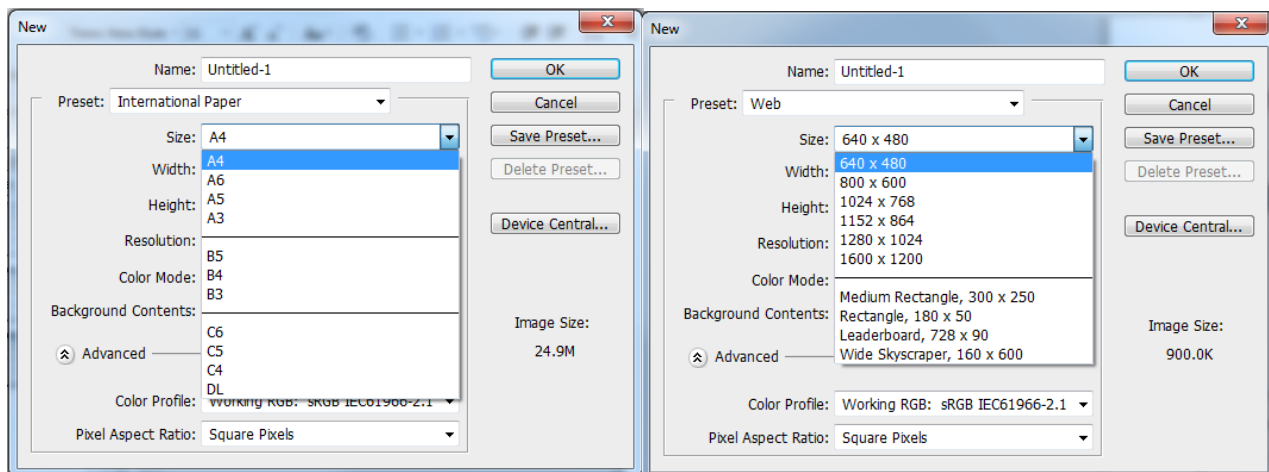 New
Name: Untitled-1
OK
Preset: International Paper
Cancel
Size: A4
Save Preset...
A4
Width:
Delete Preset...
A6
A5
Height:
A3
Device Central...
Resolution:
B5
Color Mode:
B4
B3
Background Contents:
Image Size:
C6
Advanced
C5
24.9M
C4
DL
Color Profile: Working RGB: sRGB IEC61966-2.1
Pixel Aspect Ratio: Square Pixels
New
Name: Untitled-1
OK
Preset: Web
Cancel
Size: 640 x 480
Save Preset...
640 x 480
Width:
Delete Preset...
800 x 600
1024 x 768
Height:
1152 x 864
Device Central...
1280 x 1024
Resolution:
1600 x 1200
Color Mode:
Medium Rectangle, 300 x 250
Background Contents:
Rectangle, 180 x 50
Image Size:
Leaderboard, 728 x 90
Advanced
Wide Skyscraper, 160 x 600
900.0K
Color Profile: Working RGB: sRGB IEC61966-2.1
Pixel Aspect Ratio: Square Pixels